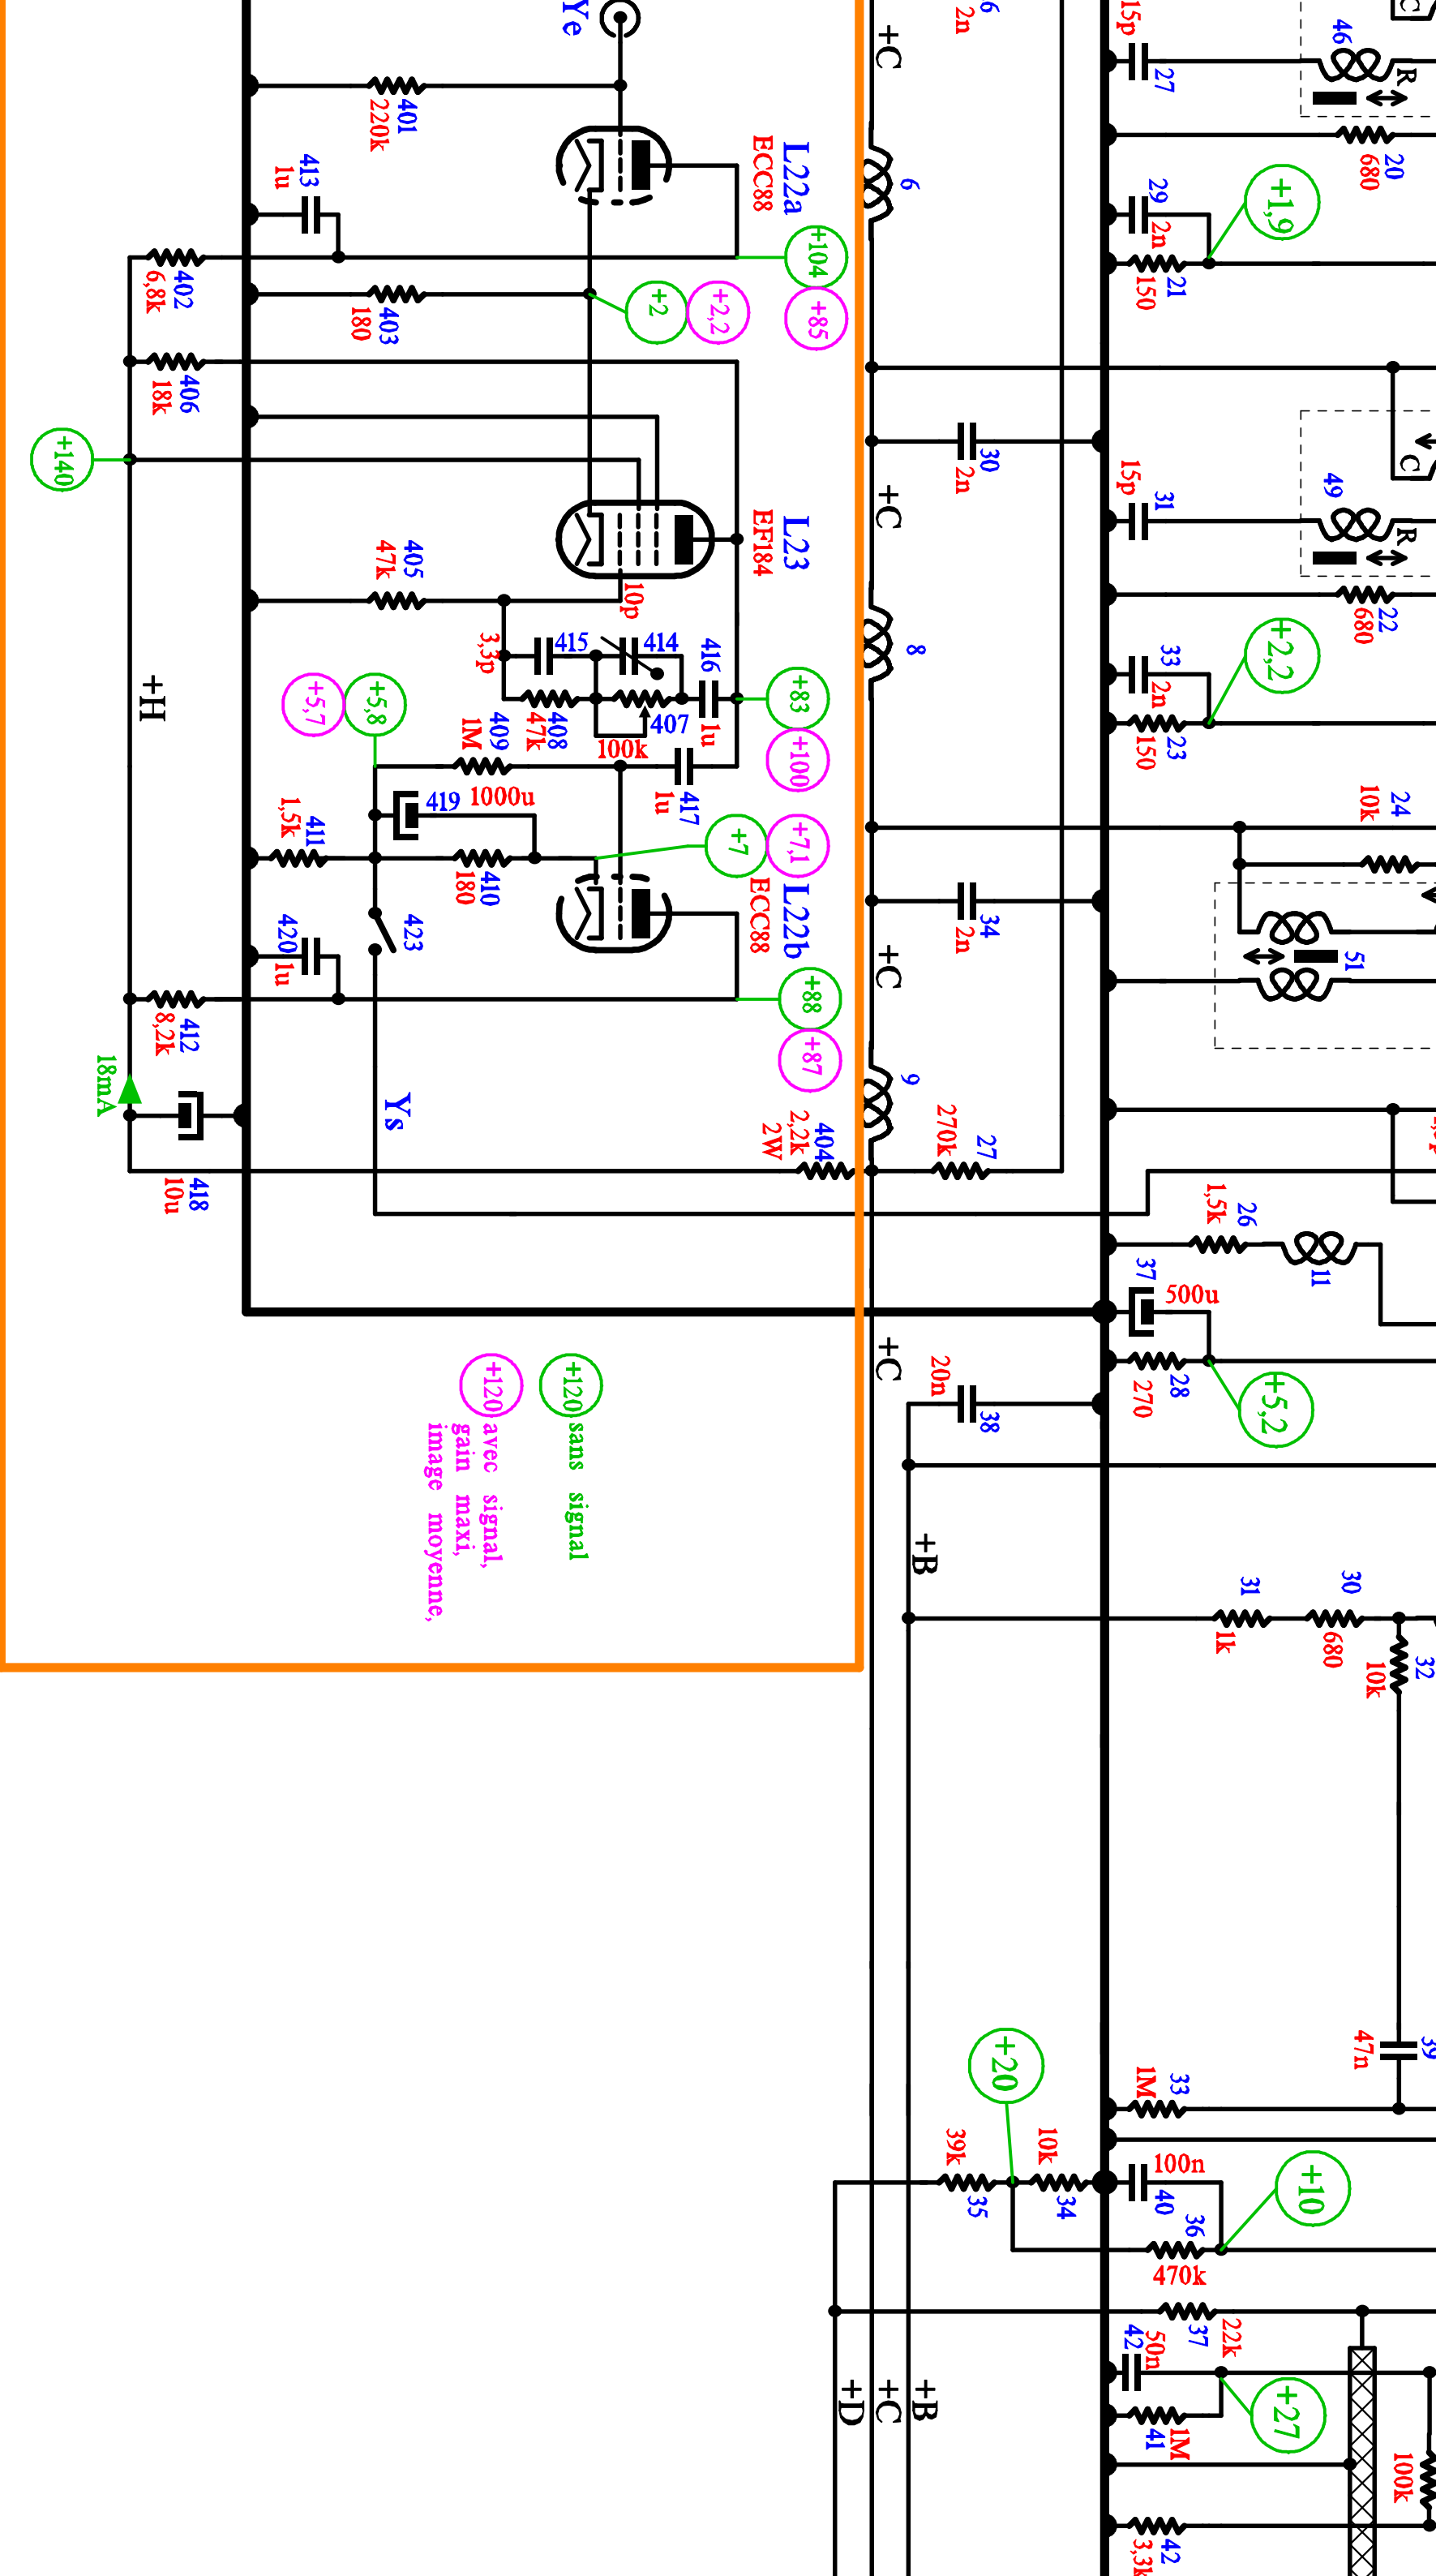 Ye
401
220k
413
1u
L22a
ECC88
402
6,8k
403
180
+104
+85
+2
+2,2
406
18k
+140
L23
EF184
405
47k
10p
415
414
416
3,3p
1u
+83
+100
+H
+5,7
+5,8
409
1M
408
47k
407
100k
417
1u
419
1000u
411
1,5k
410
180
+7
+7,1
L22b
ECC88
423
420
1u
+88
+87
412
8,2k
18mA
Ys
404
2,2k
2W
418
10u
+120 sans signal
+120 avec signal,
gain maxi,
image moyenne,
+C
6
2n
6
+C
8
30
2n
+C
9
34
2n
27
270k
+C
20n
38
+B
+20
39k
35
10k
34
+D
+C
+B
15p
27
46
R
C
20
680
29
2n
21
150
+1,9
15p
31
49
R
C
22
680
33
2n
23
150
+2,2
24
10k
51
26
1,5k
11
37
500u
28
270
+5,2
31
1k
30
680
32
10k
39
47n
33
1M
100n
40
36
470k
+10
37
22k
42
50n
41
1M
+27
100k
42
3,3k